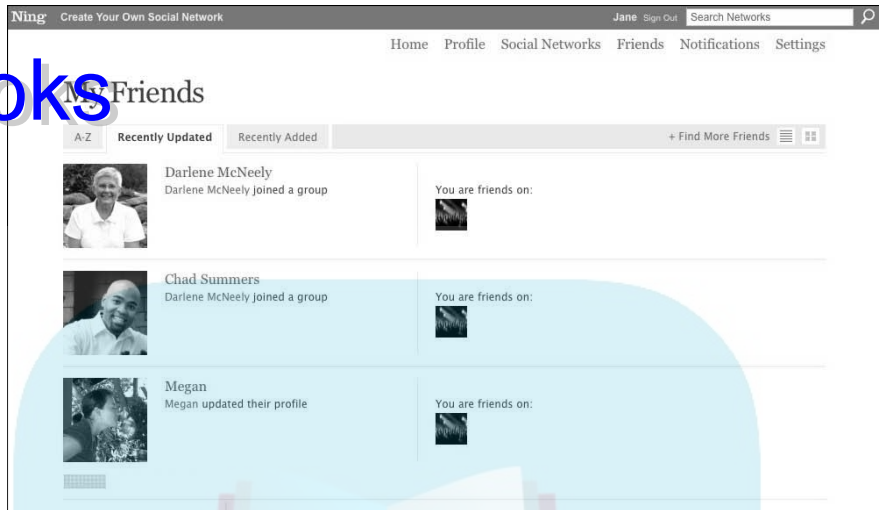 Ning Create Your Own Social Network Jane Sign Out Search Networks
Home Profile Social Networks Friends Notifications Settings
oks
My Friends
A-Z Recently Updated Recently Added + Find More Friends
Darlene McNeely
Darlene McNeely joined a group
You are friends on:
Chad Summers
Darlene McNeely joined a group
You are friends on:
Megan
Megan updated their profile
You are friends on: